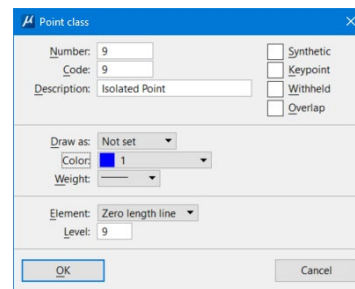 Point class
Number: 9
Synthetic
Code: 9
Keypoint
Description: Isolated Point
Withheld
Overlap
Draw as: Not set
Color: 1
Weight:
Element: Zero length line
Level: 9
OK
Cancel